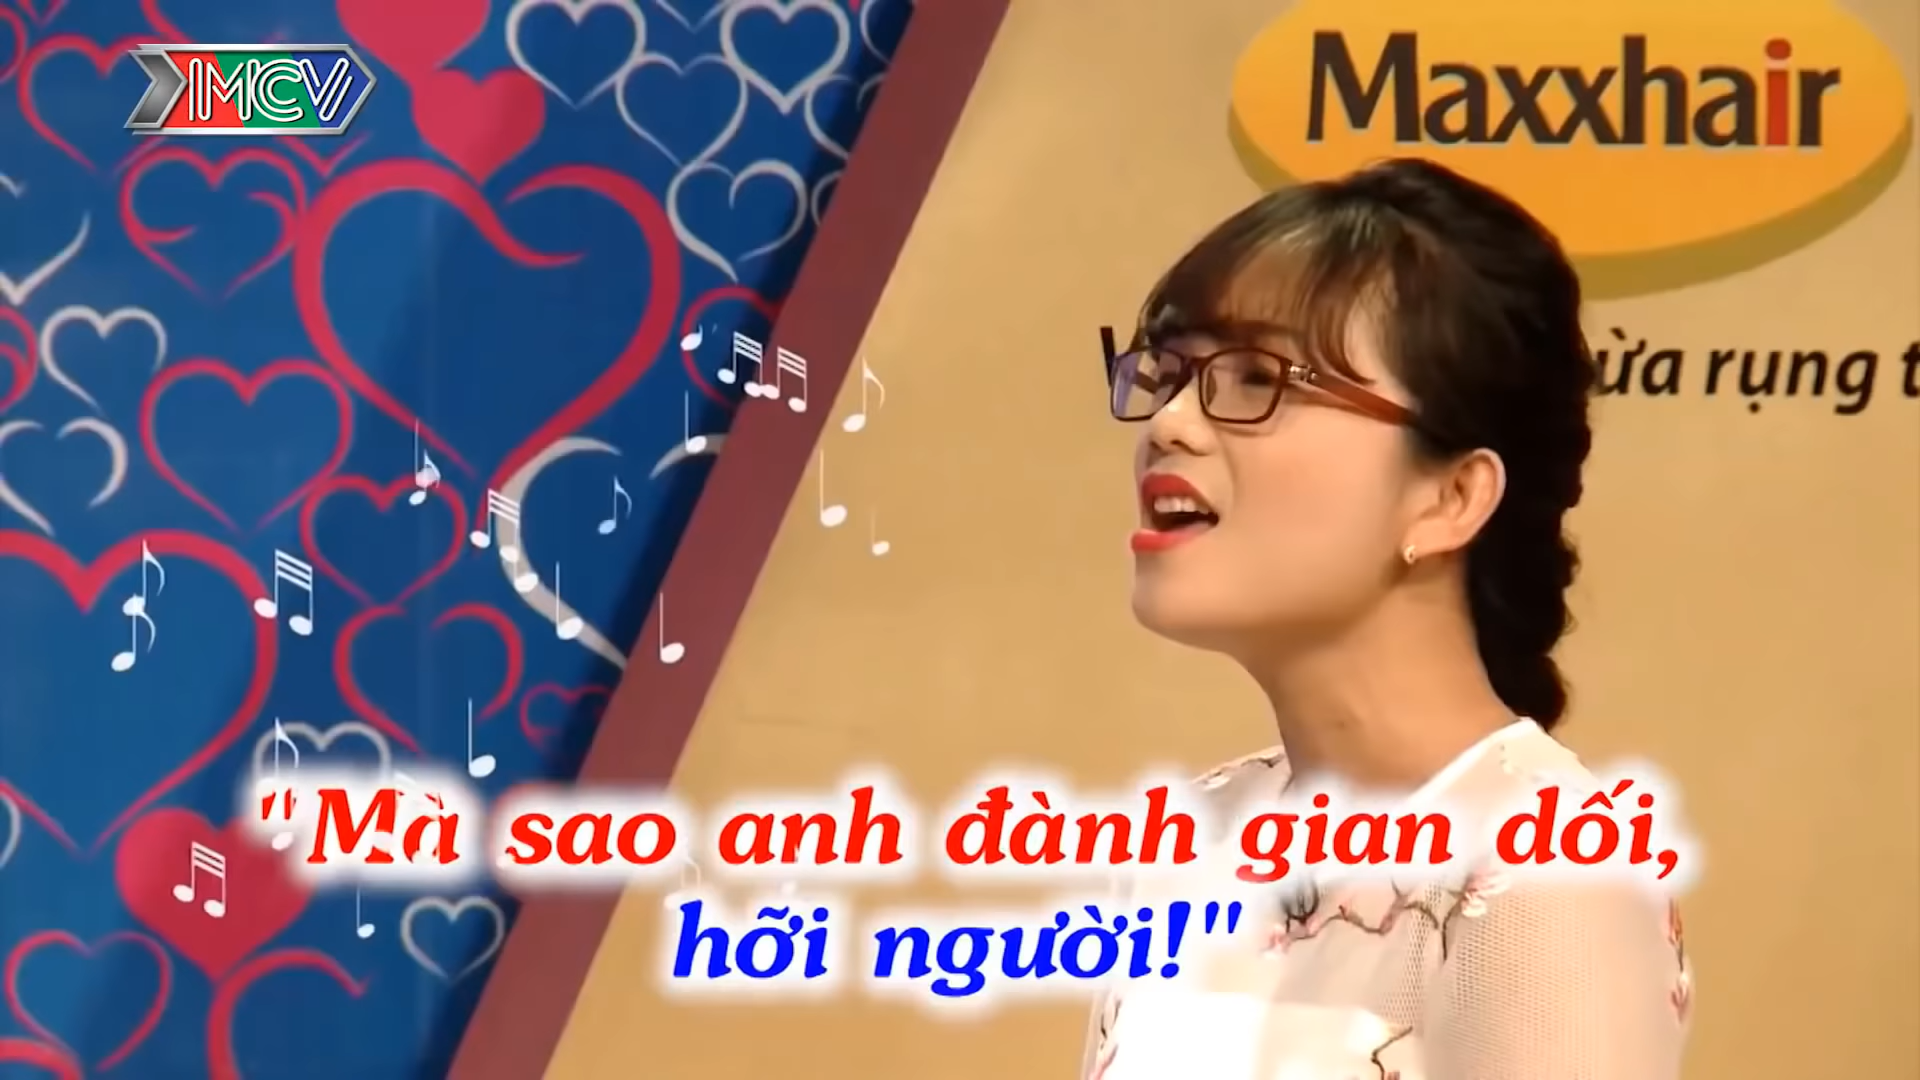 MCV
Maxxhair
ừa rụng t
"Mà sao anh đành gian dối,
hỡi người!"